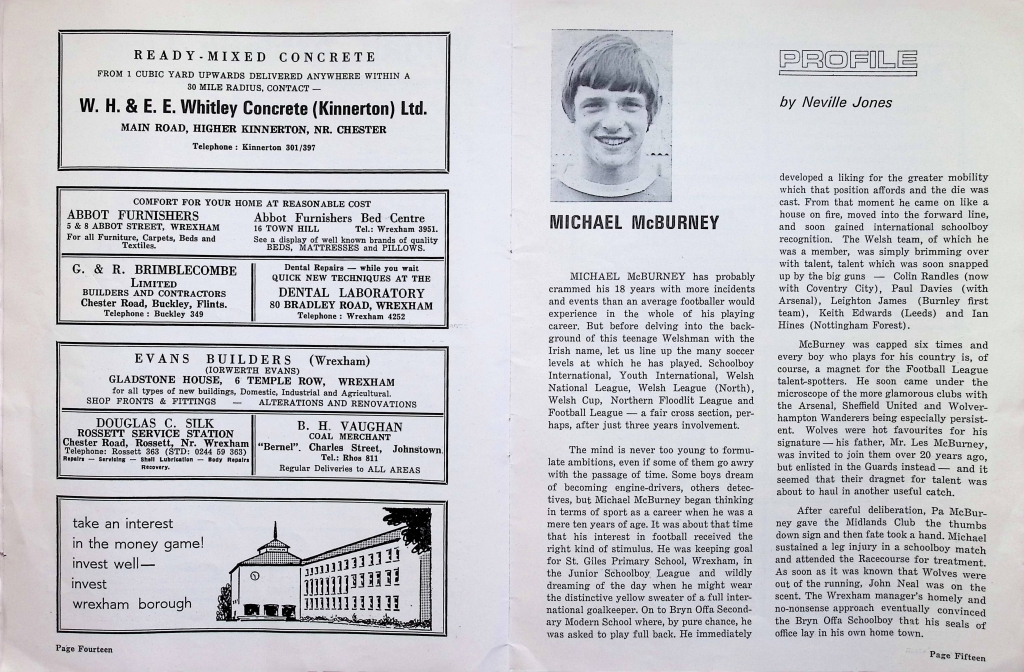 READY-MIXED CONCRETE
FROM 1 CUBIC YARD UPWARDS DELIVERED ANYWHERE WITHIN A
30 MILE RADIUS, CONTACT —
W. H. & E. E. Whitley Concrete (Kinnerton) Ltd.
MAIN ROAD, HIGHER KINNERTON, NR. CHESTER
Telephone : Kinnerton 301/397
COMFORT FOR YOUR HOME AT REASONABLE COST
ABBOT FURNISHERS
5 & 8 ABBOT STREET, WREXHAM
For all Furniture, Carpets, Beds and
Textiles.
Abbot Furnishers Bed Centre
16 TOWN HILL Tel.: Wrexham 3951.
See a display of well known brands of quality
BEDS, MATTRESSES and PILLOWS.
G. & R. BRIMBLECOMBE
LIMITED
BUILDERS AND CONTRACTORS
Chester Road, Buckley, Flints.
Telephone : Buckley 349
Dental Repairs — while you wait
QUICK NEW TECHNIQUES AT THE
DENTAL LABORATORY
80 BRADLEY ROAD, WREXHAM
Telephone : Wrexham 4252
EVANS BUILDERS (Wrexham)
(IORWERTH EVANS)
GLADSTONE HOUSE, 6 TEMPLE ROW, WREXHAM
for all types of new buildings, Domestic, Industrial and Agricultural.
SHOP FRONTS & FITTINGS — ALTERATIONS AND RENOVATIONS
DOUGLAS C. SILK
ROSSETT SERVICE STATION
Chester Road, Rossett, Nr. Wrexham
Telephone: Rossett 363 (STD: 0244 59 363)
Repairs — Servicing — Shell Lubrication — Body Repairs
Recovery.
B. H. VAUGHAN
COAL MERCHANT
"Bernel". Charles Street, Johnstown.
Tel.: Rhos 811
Regular Deliveries to ALL AREAS
take an interest
in the money game!
invest well—
invest
wrexham borough
Page Fourteen
MICHAEL McBURNEY
MICHAEL McBURNEY has probably
crammed his 18 years with more incidents
and events than an average footballer would
experience in the whole of his playing
career. But before delving into the back-
ground of this teenage Welshman with the
Irish name, let us line up the many soccer
levels at which he has played. Schoolboy
International, Youth International, Welsh
National League, Welsh League (North),
Welsh Cup, Northern Floodlit League and
Football League — a fair cross section, per-
haps, after just three years involvement.
The mind is never too young to formu-
late ambitions, even if some of them go awry
with the passage of time. Some boys dream
of becoming engine-drivers, others detec-
tives, but Michael McBurney began thinking
in terms of sport as a career when he was a
mere ten years of age. It was about that time
that his interest in football received the
right kind of stimulus. He was keeping goal
for St. Giles Primary School, Wrexham, in
the Junior Schoolboy League and wildly
dreaming of the day when he might wear
the distinctive yellow sweater of a full inter-
national goalkeeper. On to Bryn Offa Second-
ary Modern School where, by pure chance, he
was asked to play full back. He immediately
PROFILE
by Neville Jones
developed a liking for the greater mobility
which that position affords and the die was
cast. From that moment he came on like a
house on fire, moved into the forward line,
and soon gained international schoolboy
recognition. The Welsh team, of which he
was a member, was simply brimming over
with talent, talent which was soon snapped
up by the big guns — Colin Randles (now
with Coventry City), Paul Davies (with
Arsenal), Leighton James (Burnley first
team), Keith Edwards (Leeds) and Ian
Hines (Nottingham Forest).
McBurney was capped six times and
every boy who plays for his country is, of
course, a magnet for the Football League
talent-spotters. He soon came under the
microscope of the more glamorous clubs with
the Arsenal, Sheffield United and Wolver-
hampton Wanderers being especially persist-
ent. Wolves were hot favourites for his
signature — his father, Mr. Les McBurney,
was invited to join them over 20 years ago,
but enlisted in the Guards instead — and it
seemed that their dragnet for talent was
about to haul in another useful catch.
After careful deliberation, Pa McBur-
ney gave the Midlands Club the thumbs
down sign and then fate took a hand. Michael
sustained a leg injury in a schoolboy match
and attended the Racecourse for treatment.
As soon as it was known that Wolves were
out of the running, John Neal was on the
scent. The Wrexham manager's homely and
no-nonsense approach eventually convinced
the Bryn Offa Schoolboy that his seals of
office lay in his own home town.
Page Fifteen